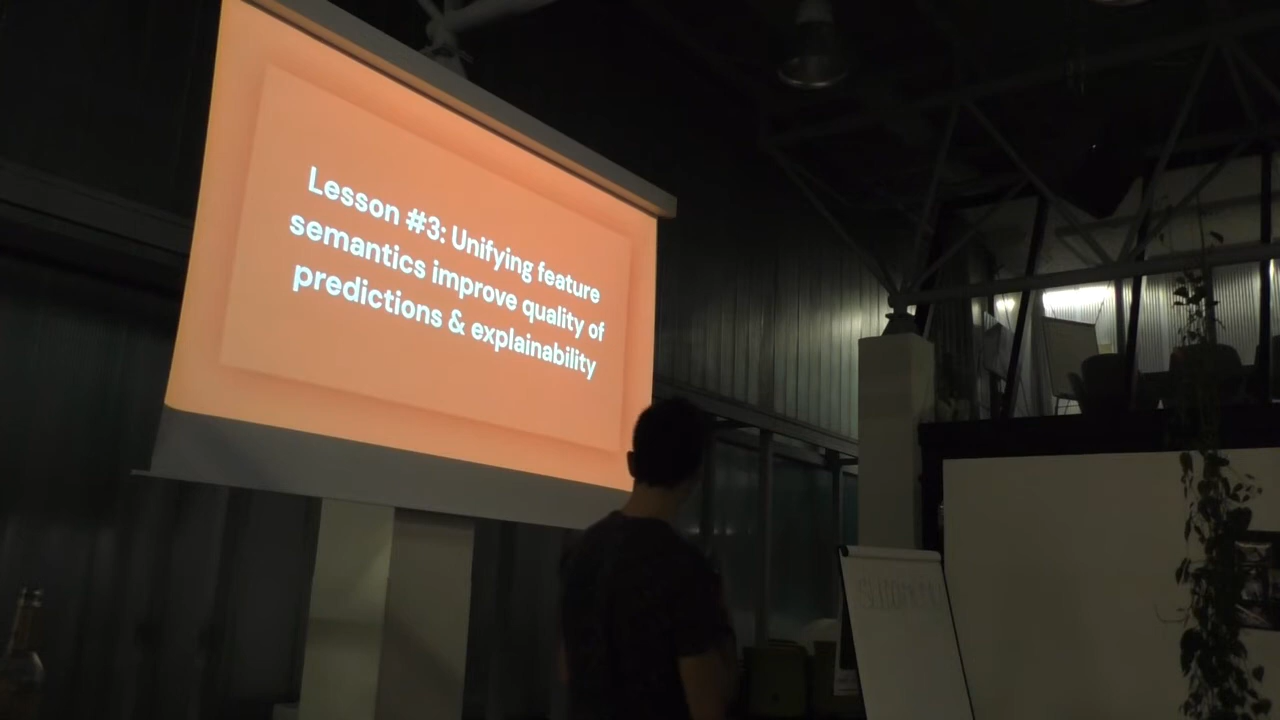 Lesson #3: Unifying feature
semantics improve quality of
predictions & explainability